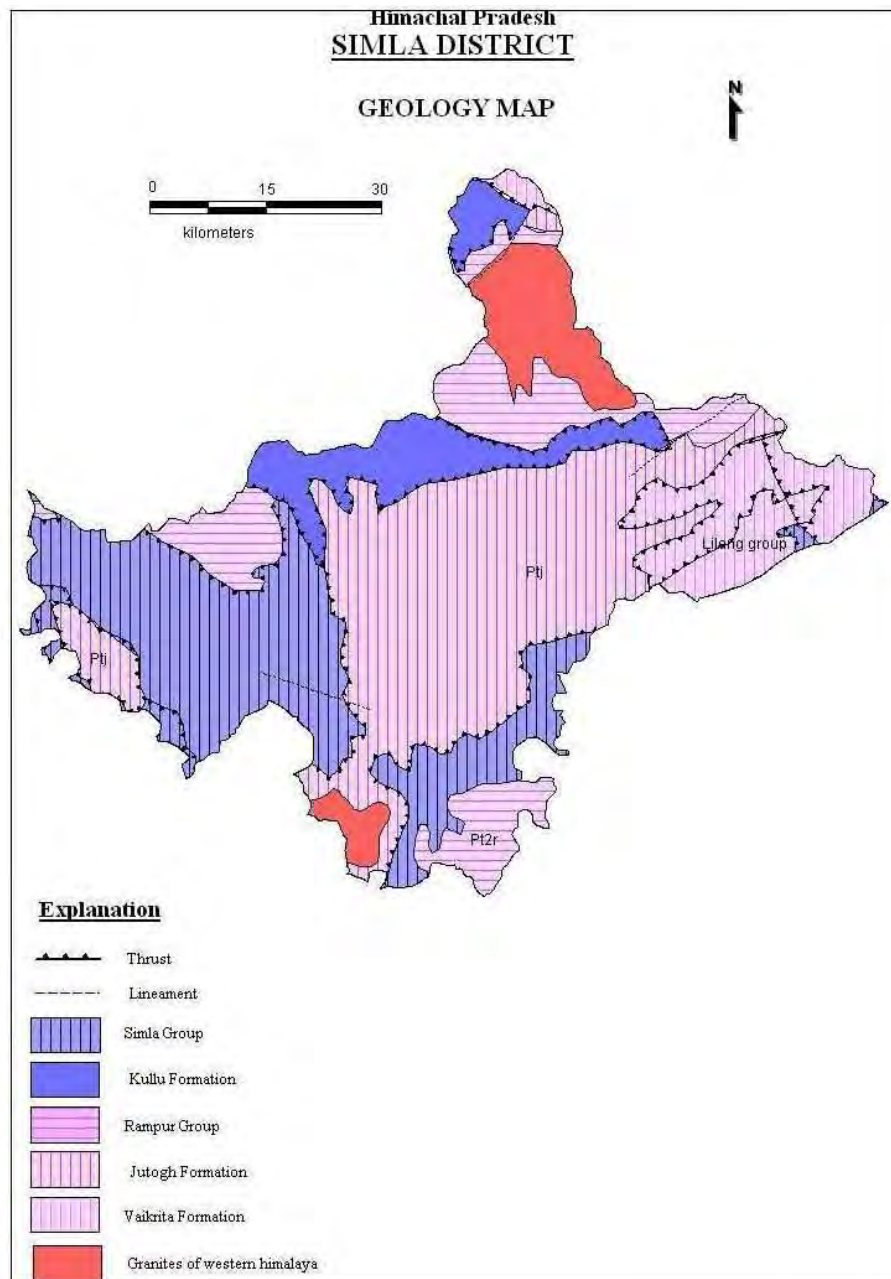 Himachal Pradesh
SIMLA DISTRICT
GEOLOGY MAP
N
0 15 30
kilometers
Lilang group
Ptj
Ptj
Pt2r
Explanation
Thrust
Lineament
Simla Group
Kullu Formation
Rampur Group
Jutogh Formation
Vaikrita Formation
Granites of western himalaya